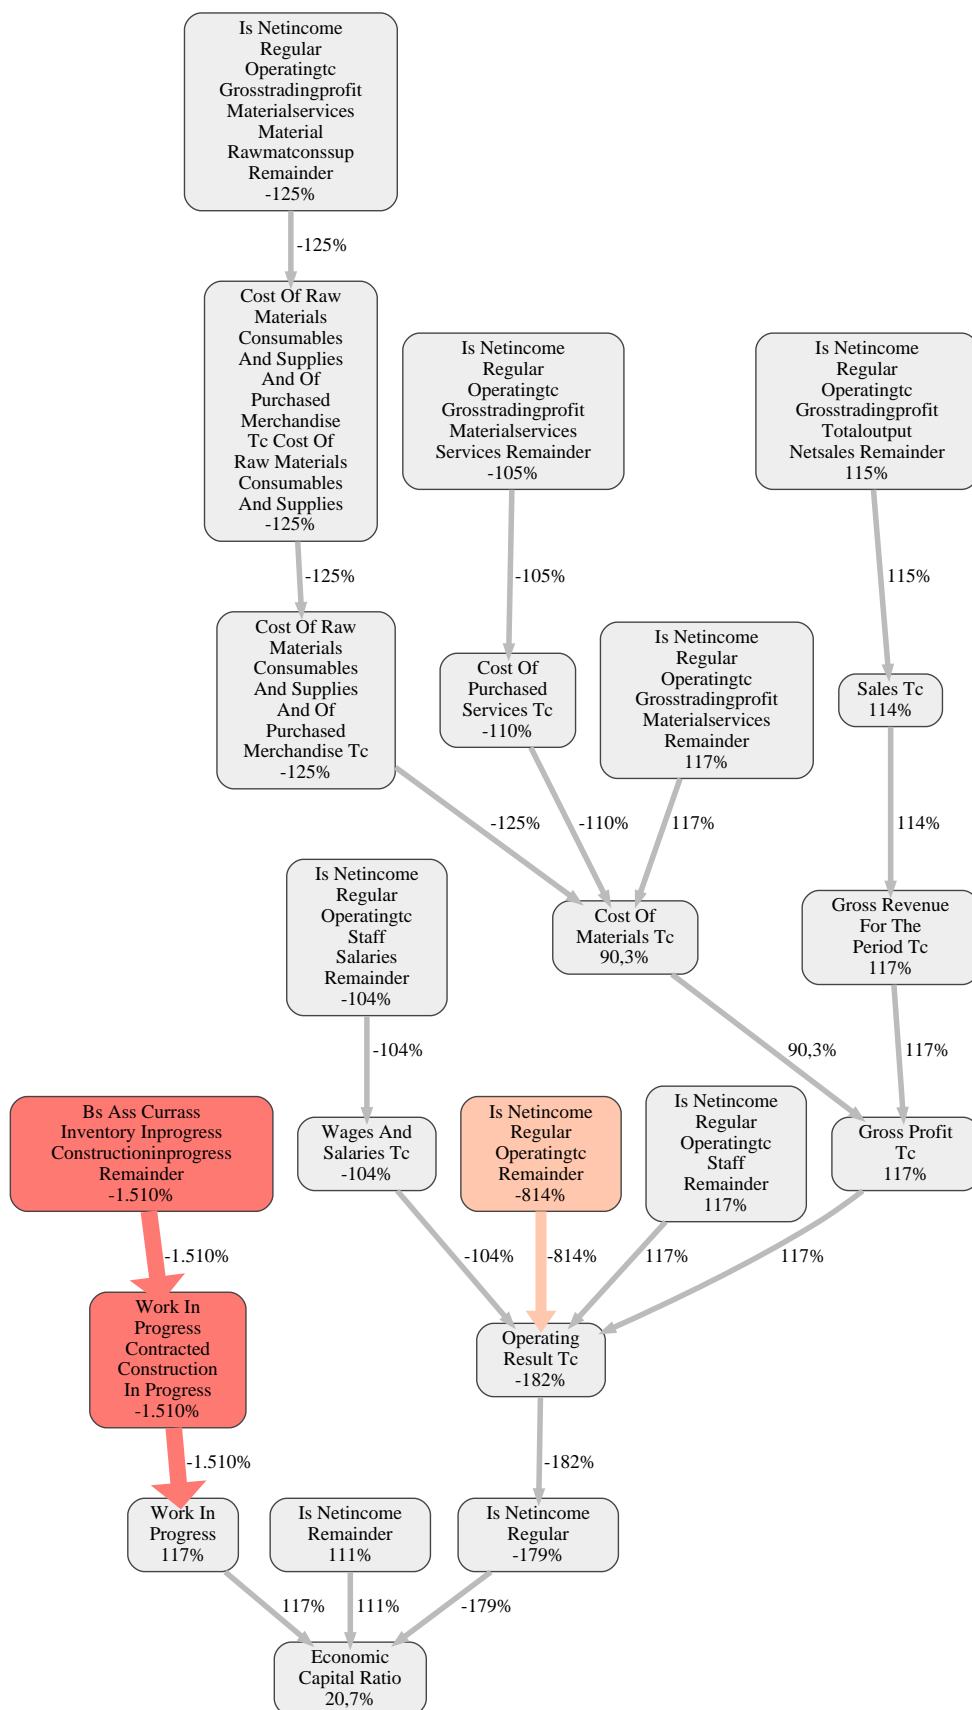 Is Netincome
Regular
Operatingtc
Grosstradingprofit
Materialservices
Material
Rawmatconssup
Remainder
-125%
-125%
Cost Of Raw
Materials
Consumables
And Supplies
And Of
Purchased
Merchandise
Tc Cost Of
Raw Materials
Consumables
And Supplies
-125%
Is Netincome
Regular
Operatingtc
Grosstradingprofit
Materialservices
Services Remainder
-105%
Is Netincome
Regular
Operatingtc
Grosstradingprofit
Totaloutput
Netsales Remainder
115%
-125%
-105%
115%
Cost Of Raw
Materials
Consumables
And Supplies
And Of
Purchased
Merchandise Tc
-125%
Cost Of
Purchased
Services Tc
-110%
Is Netincome
Regular
Operatingtc
Grosstradingprofit
Materialservices
Remainder
117%
Sales Tc
114%
-125%
-110%
117%
114%
Is Netincome
Regular
Operatingtc
Staff
Salaries
Remainder
-104%
Cost Of
Materials Tc
90,3%
Gross Revenue
For The
Period Tc
117%
-104%
90,3%
117%
Bs Ass Currass
Inventory Inprogress
Constructioninprogress
Remainder
-1.510%
Wages And
Salaries Tc
-104%
Is Netincome
Regular
Operatingtc
Remainder
-814%
Is Netincome
Regular
Operatingtc
Staff
Remainder
117%
Gross Profit
Tc
117%
-1.510%
-104%
-814%
117%
117%
Work In
Progress
Contracted
Construction
In Progress
-1.510%
Operating
Result Tc
-182%
-1.510%
-182%
Work In
Progress
117%
Is Netincome
Remainder
111%
Is Netincome
Regular
-179%
117%
111%
-179%
Economic
Capital Ratio
20,7%